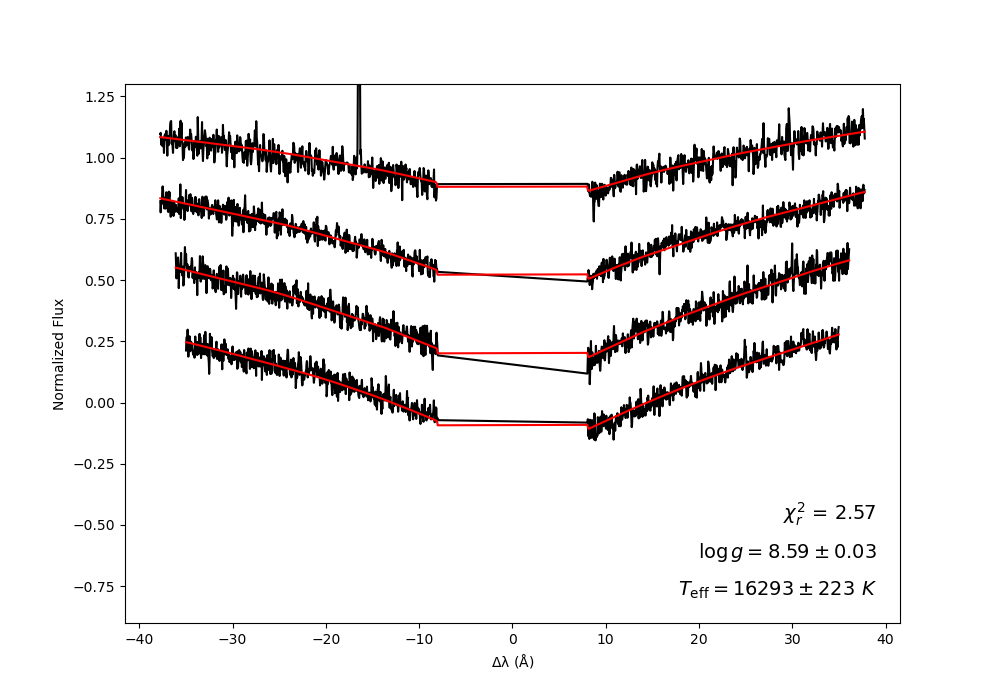 1.25
1.00
0.75
0.50
0.25
0.00
−0.25
−0.50
−0.75
Normalized Flux
χ²ᵣ = 2.57
log g = 8.59 ± 0.03
T_eff = 16293 ± 223 K
−40 −30 −20 −10 0 10 20 30 40
Δλ (Å)